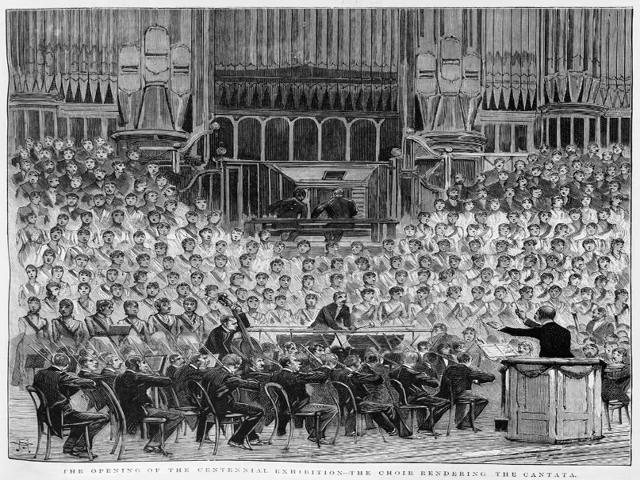 THE OPENING OF THE CENTENNIAL EXHIBITION—THE CHOIR RENDERING THE CANTATA.